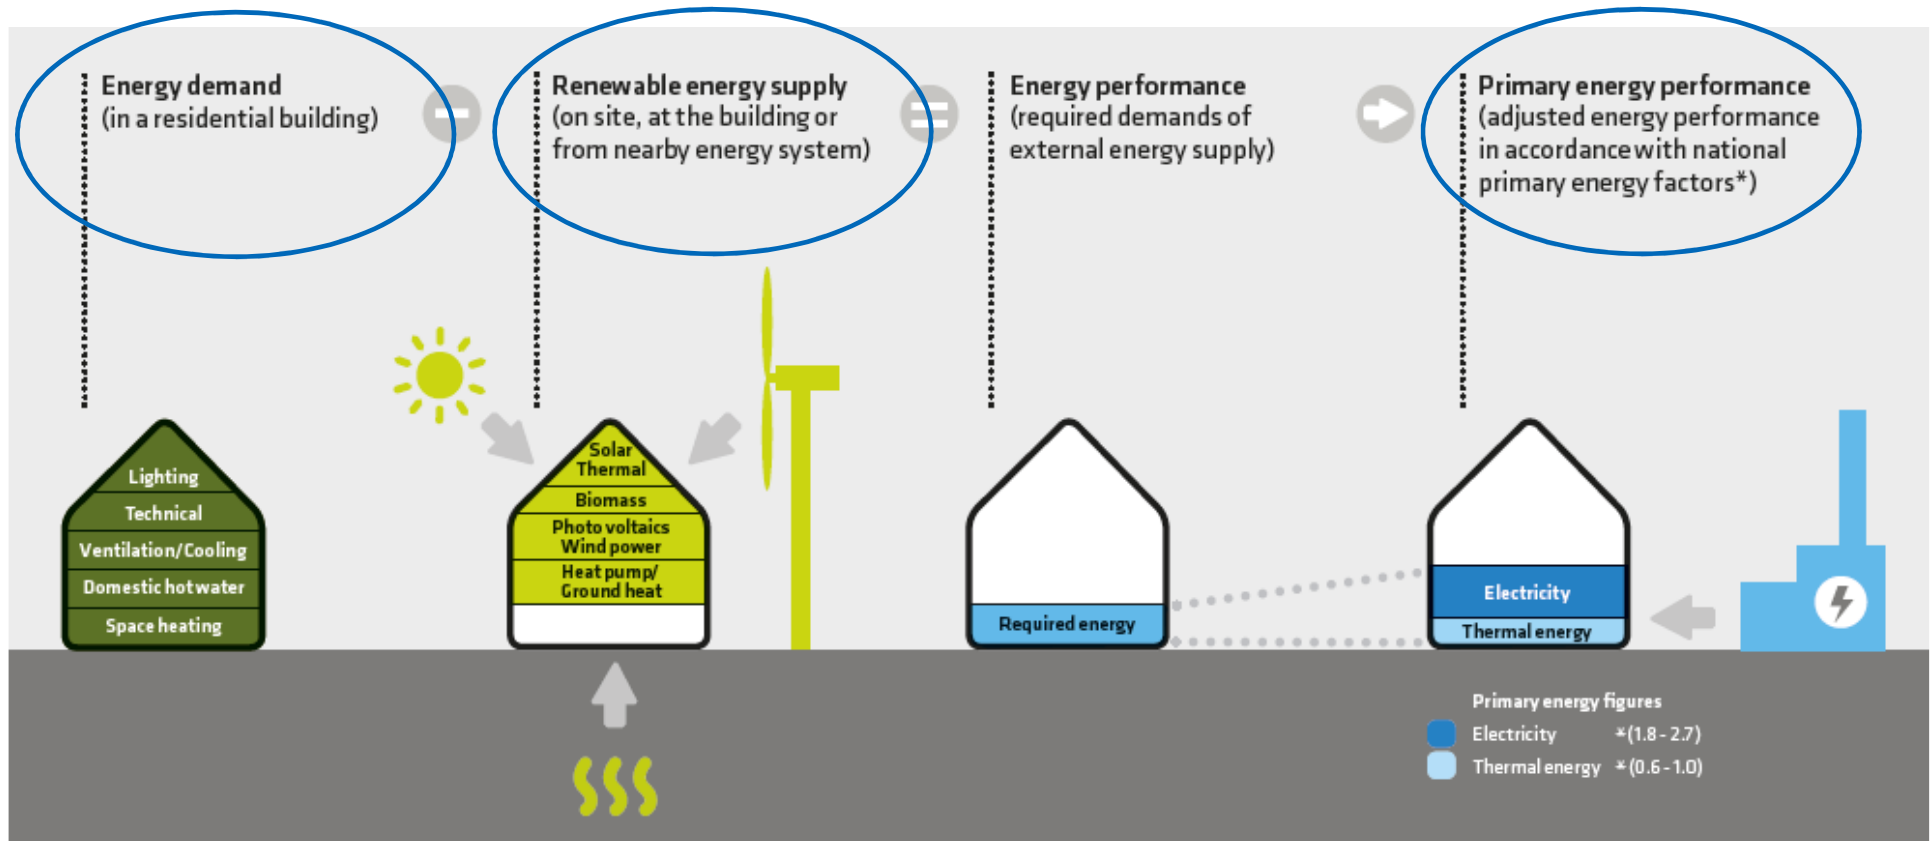 Energy demand
(in a residential building)
Renewable energy supply
(on site, at the building or
from nearby energy system)
Energy performance
(required demands of
external energy supply)
Primary energy performance
(adjusted energy performance
in accordance with national
primary energy factors*)
Lighting
Technical
Ventilation/Cooling
Domestic hot water
Space heating
Solar
Thermal
Biomass
Photo voltaics
Wind power
Heat pump/
Ground heat
Required energy
Electricity
Thermal energy
Primary energy figures
Electricity *(1.8 - 2.7)
Thermal energy *(0.6 - 1.0)